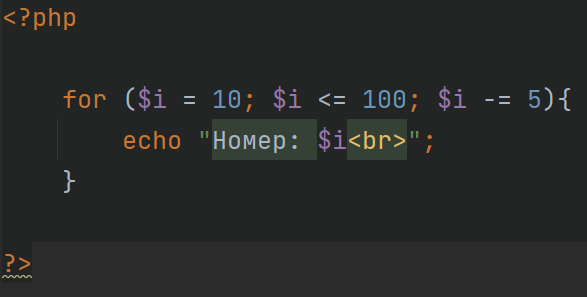 <?php
for ($i = 10; $i <= 100; $i -= 5){
echo "Номер: $i<br>";
}
?>